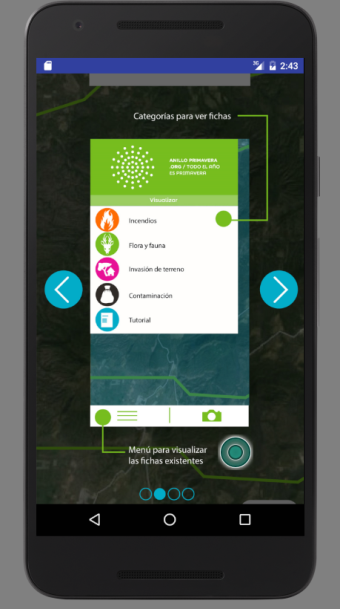 3G
2:43
Categorías para ver fichas
ANILLO PRIMAVERA
.ORG / TODO EL AÑO
ES PRIMAVERA!
Visualizar
Incendios
Flora y fauna
Invasión de terreno
Contaminación
Tutorial
Menú para visualizar
las fichas existentes